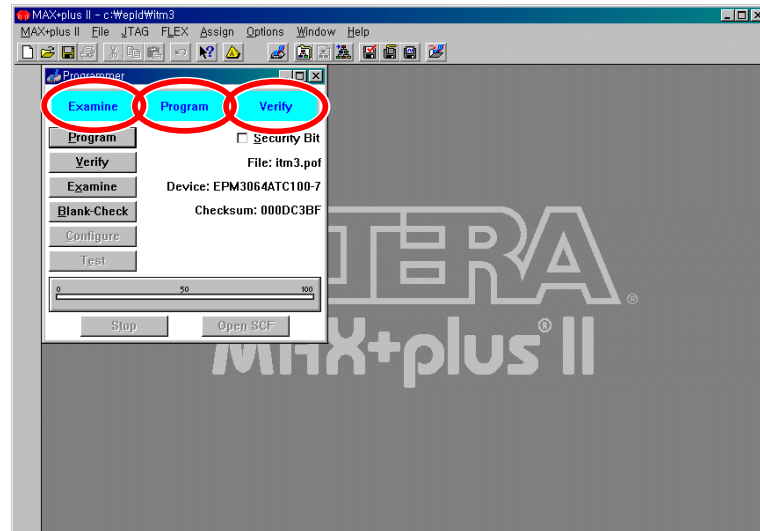 MAX+plus II - c:₩epld₩itm3
MAX+plus II File JTAG FLEX Assign Options Window Help
Programmer
Examine Program Verify
Program Security Bit
Verify File: itm3.pof
Examine Device: EPM3064ATC100-7
Blank-Check Checksum: 000DC3BF
Configure
Test
0 50 100
Stop Open SCF
TERA
®
MAX+plus® II